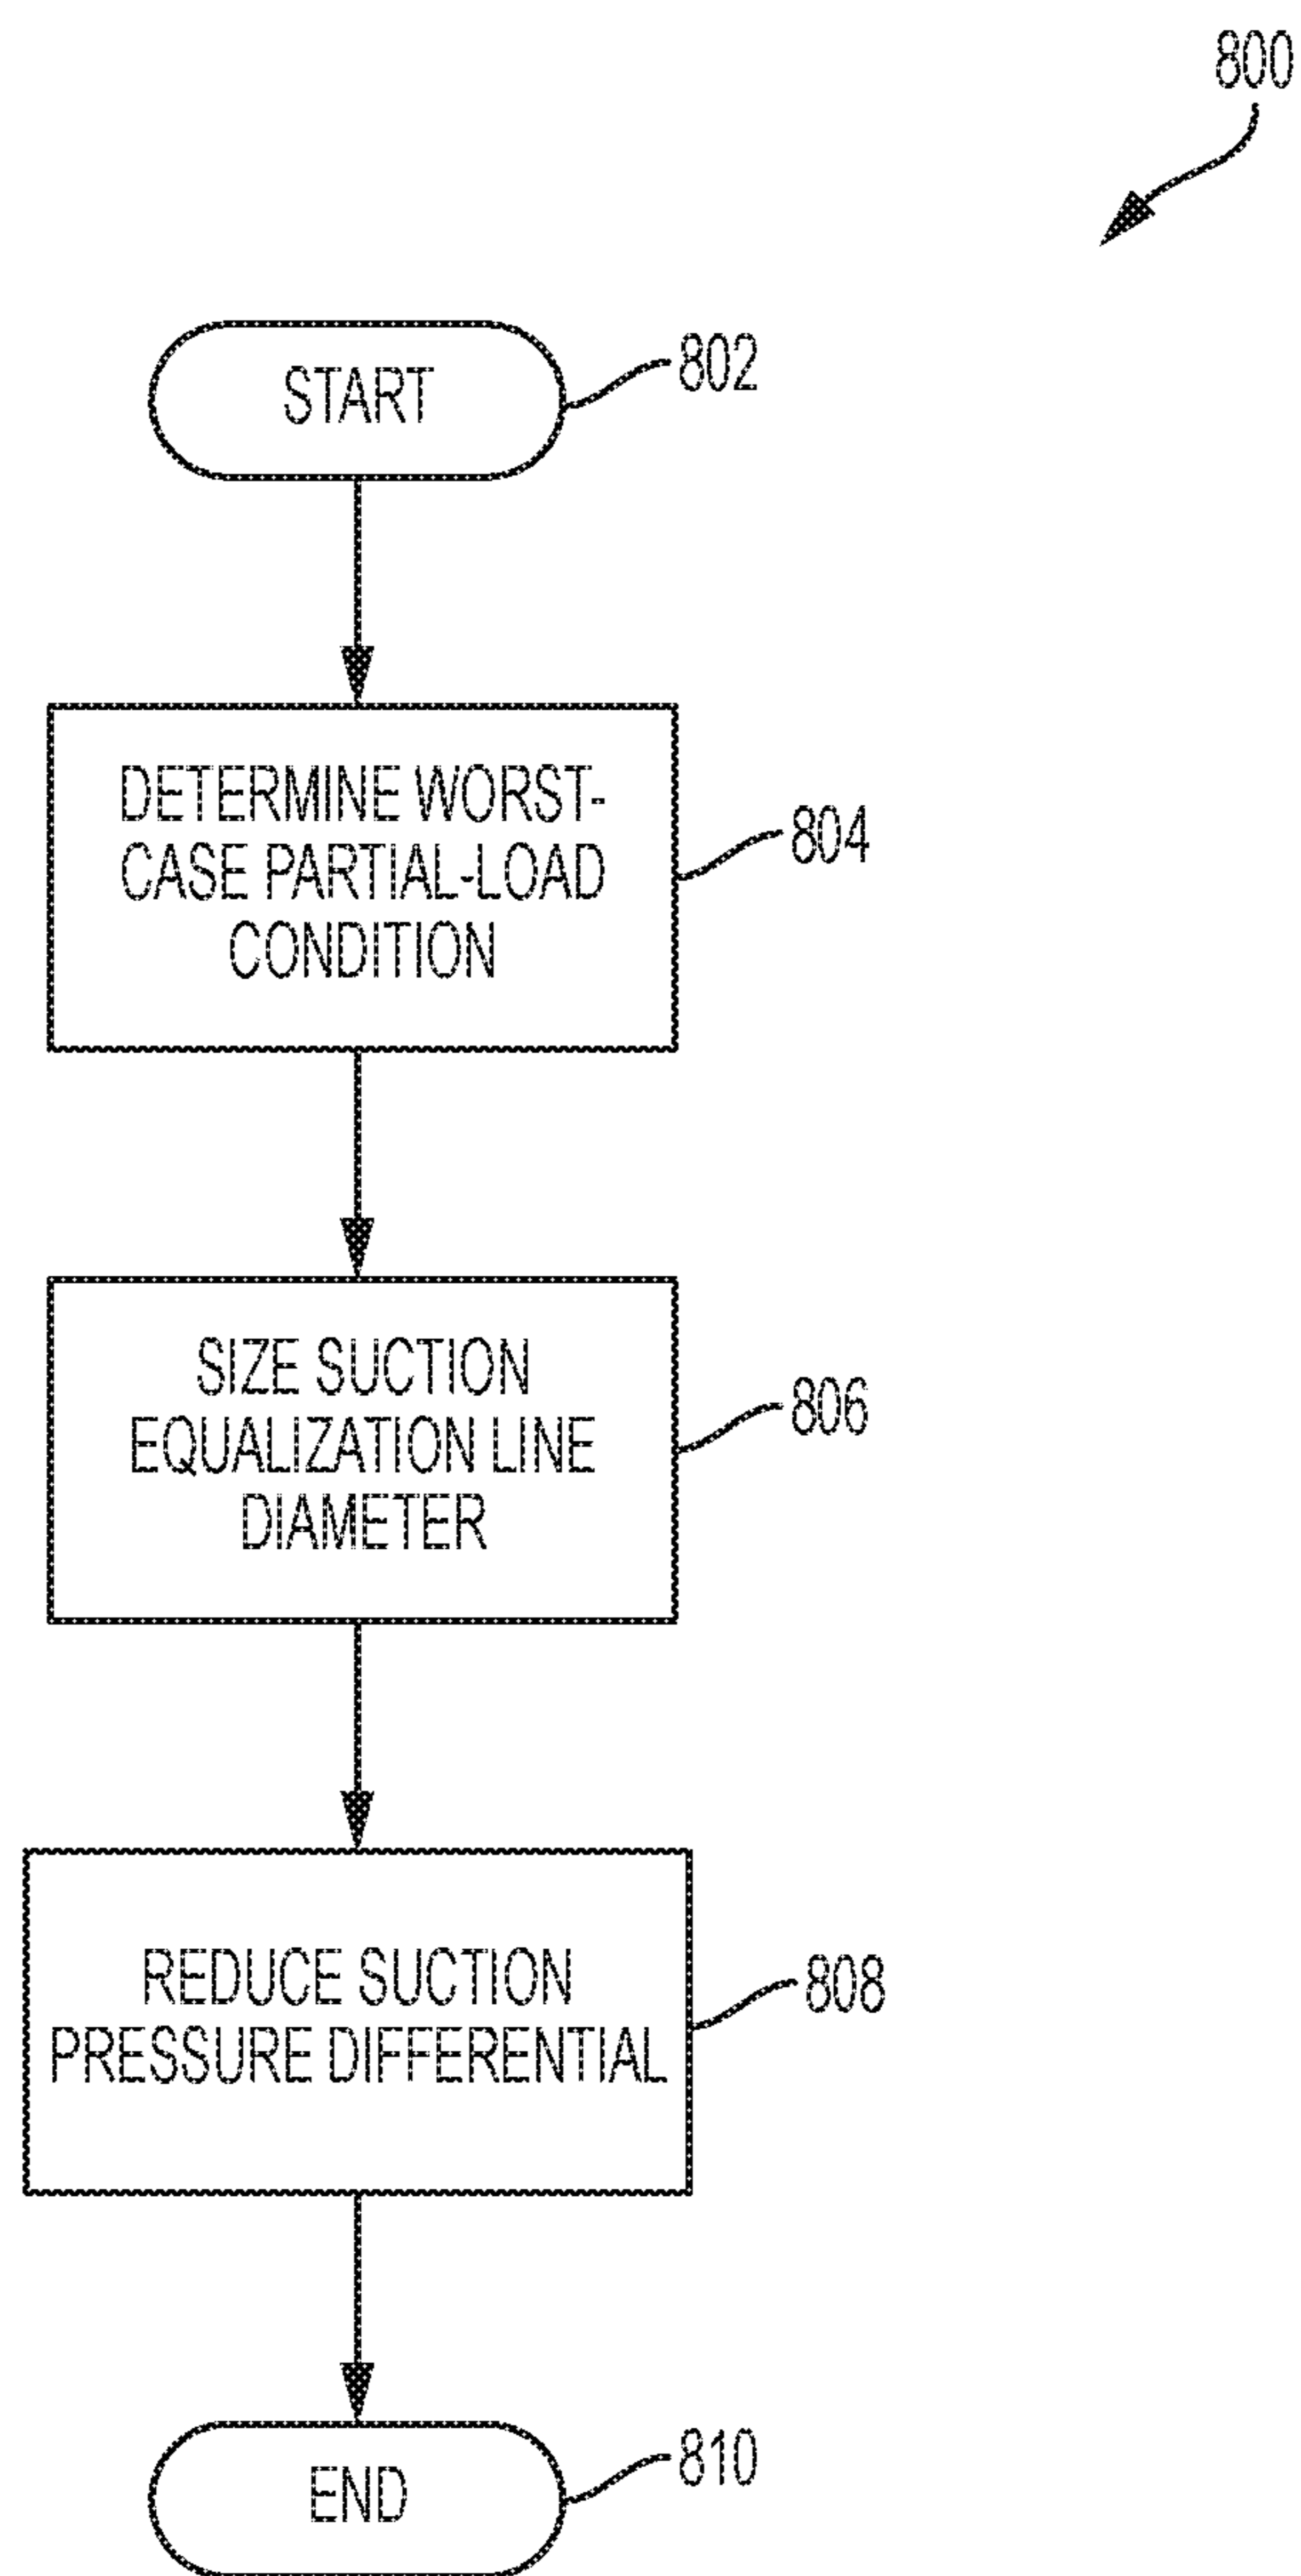 800
START
802
DETERMINE WORST-
CASE PARTIAL-LOAD
CONDITION
804
SIZE SUCTION
EQUALIZATION LINE
DIAMETER
806
REDUCE SUCTION
PRESSURE DIFFERENTIAL
808
END
810